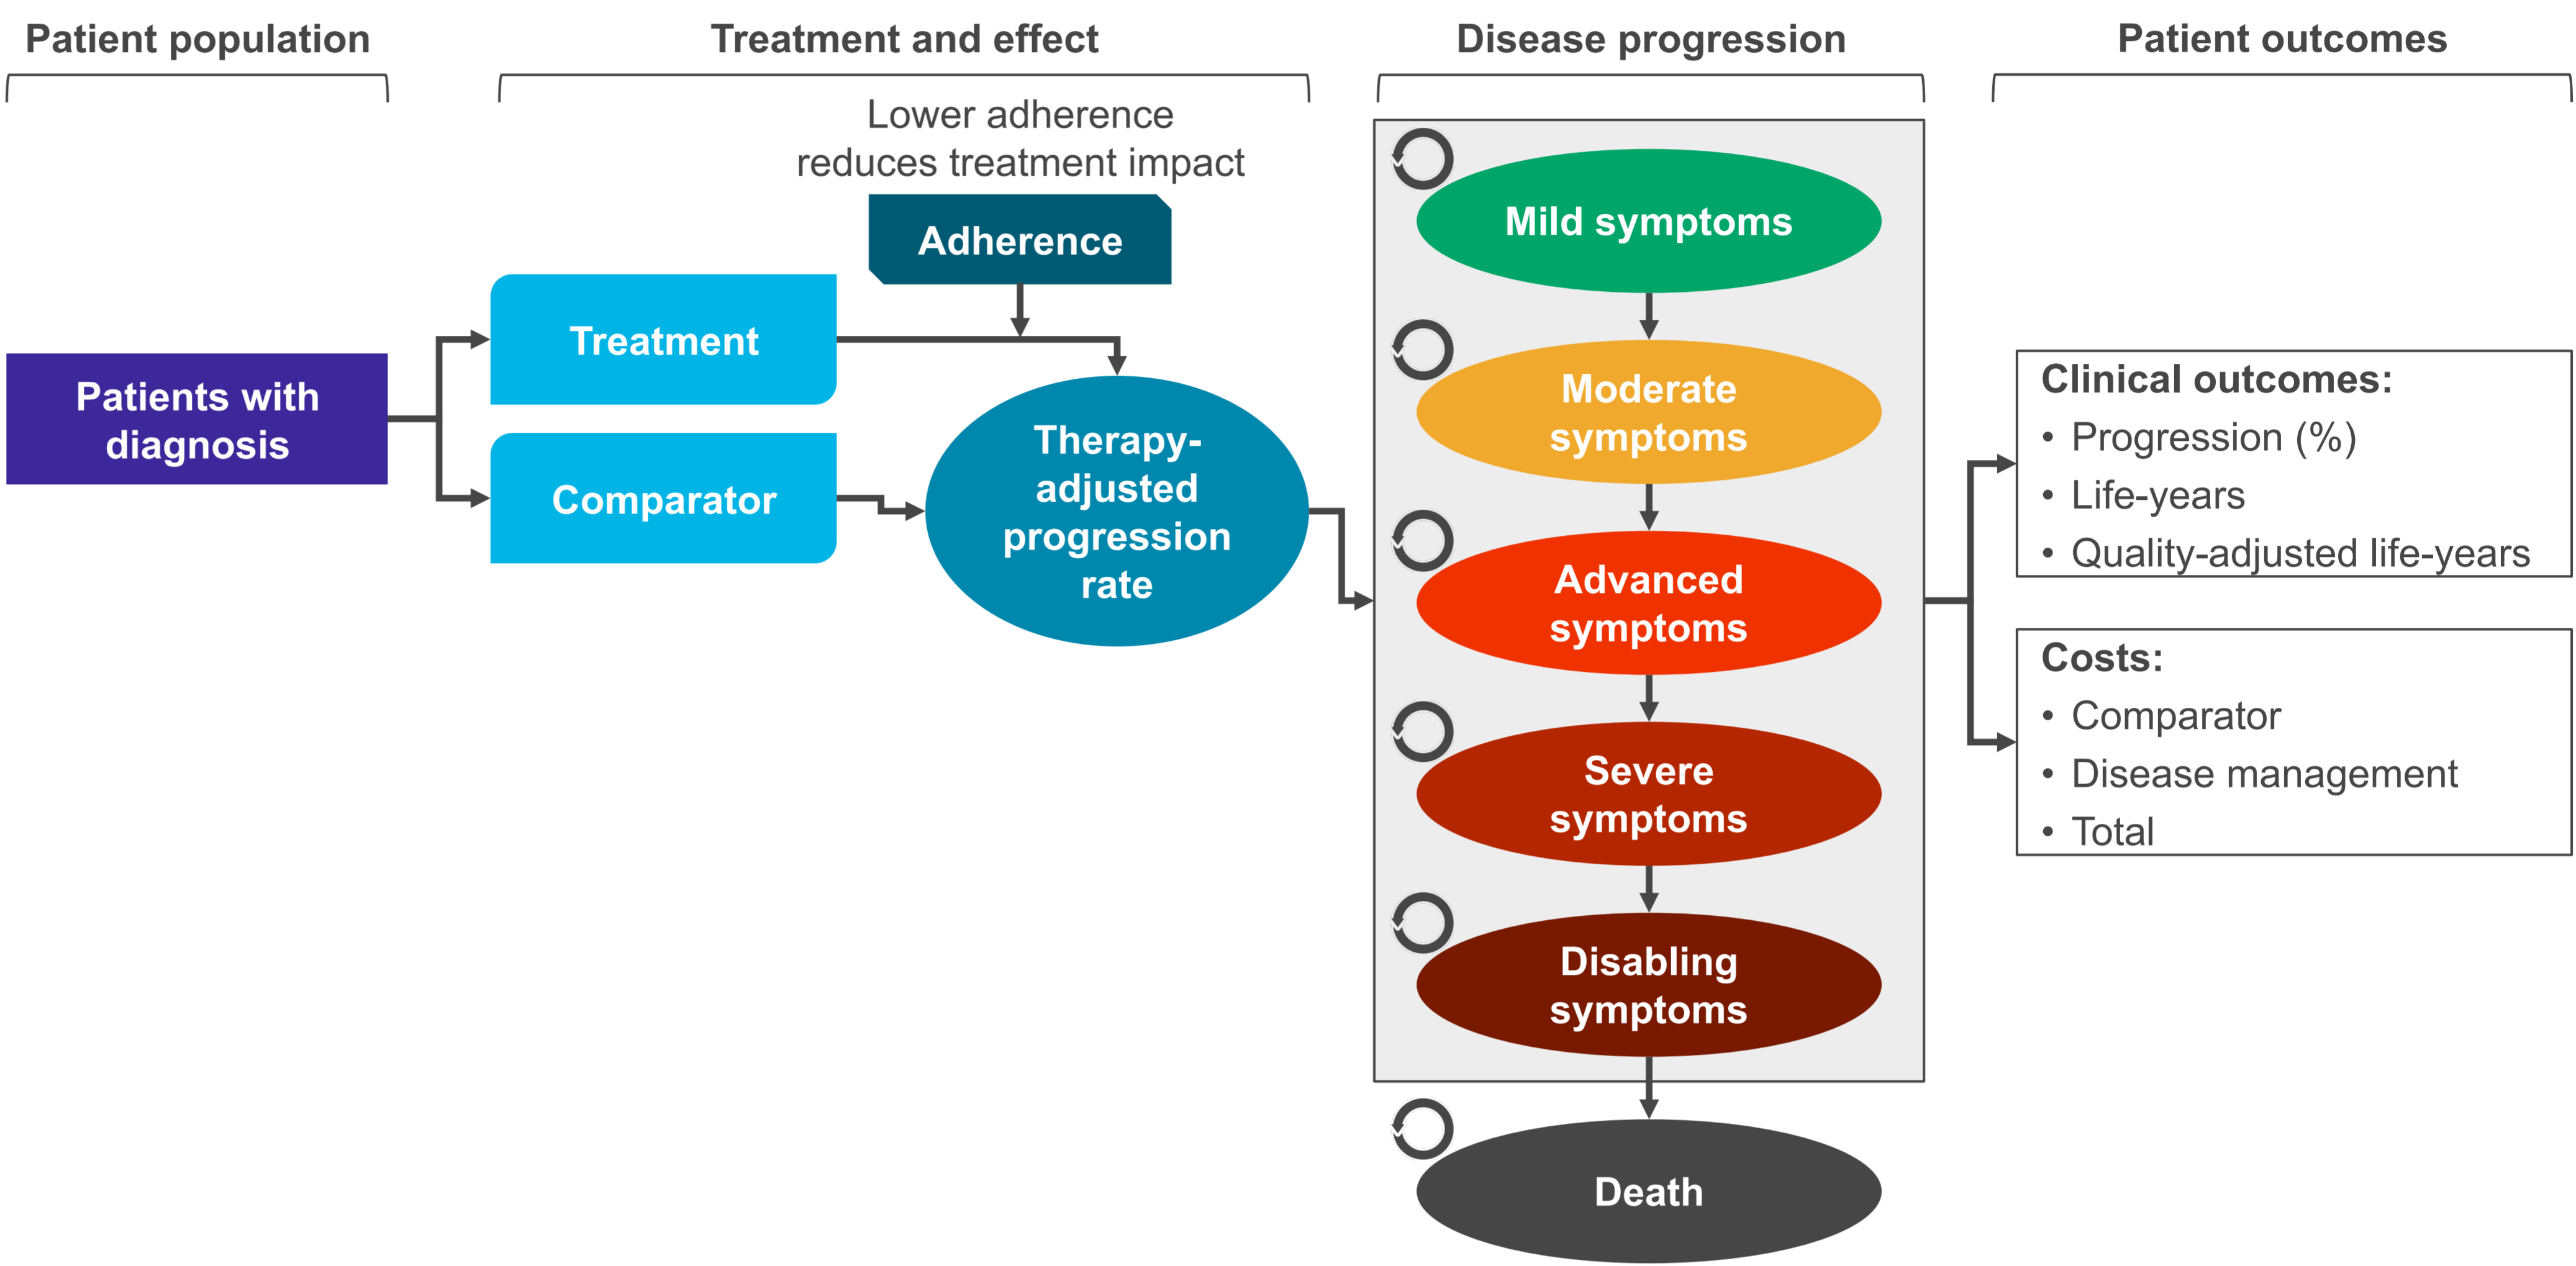 Patient population
Treatment and effect
Disease progression
Patient outcomes
Lower adherence
reduces treatment impact
Adherence
Treatment
Comparator
Patients with
diagnosis
Therapy-
adjusted
progression
rate
Mild symptoms
Moderate
symptoms
Advanced
symptoms
Severe
symptoms
Disabling
symptoms
Death
Clinical outcomes:
• Progression (%)
• Life-years
• Quality-adjusted life-years
Costs:
• Comparator
• Disease management
• Total